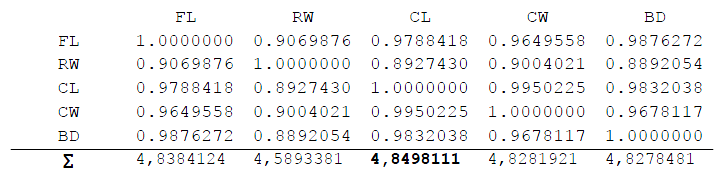 FL RW CL CW BD
FL 1.0000000 0.9069876 0.9788418 0.9649558 0.9876272
RW 0.9069876 1.0000000 0.8927430 0.9004021 0.8892054
CL 0.9788418 0.8927430 1.0000000 0.9950225 0.9832038
CW 0.9649558 0.9004021 0.9950225 1.0000000 0.9678117
BD 0.9876272 0.8892054 0.9832038 0.9678117 1.0000000
Σ 4,8384124 4,5893381 4,8498111 4,8281921 4,8278481